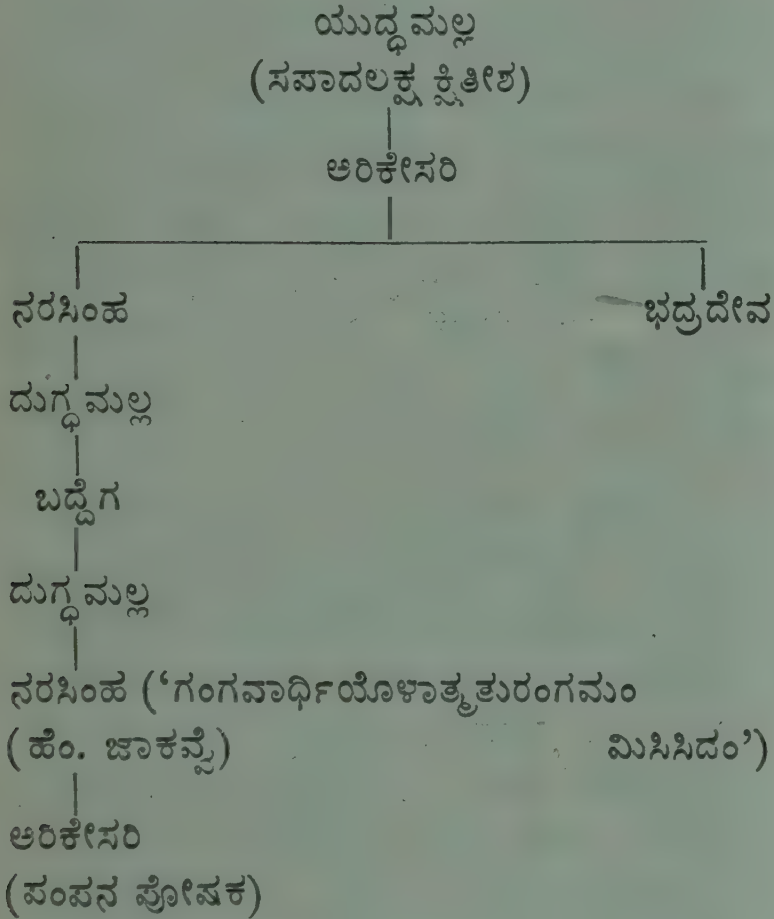 ಯುದ್ಧಮಲ್ಲ
(ಸಪಾದಲಕ್ಷ ಕ್ಷಿತೀಶ)
ಅರಿಕೇಸರಿ
ನರಸಿಂಹ ಭದ್ರದೇವ
ದುಗ್ಧಮಲ್ಲ
ಬದ್ದೆಗ
ದುಗ್ಧಮಲ್ಲ
ನರಸಿಂಹ (‘ಗಂಗವಾರ್ಧಿಯೊಳಾತ್ಮತುರಂಗಮಂ
(ಹೆಂ. ಜಾಕವ್ವೆ) ಮಿಸಿಸಿದಂ’)
ಅರಿಕೇಸರಿ
(ಪಂಪನ ಪೋಷಕ)